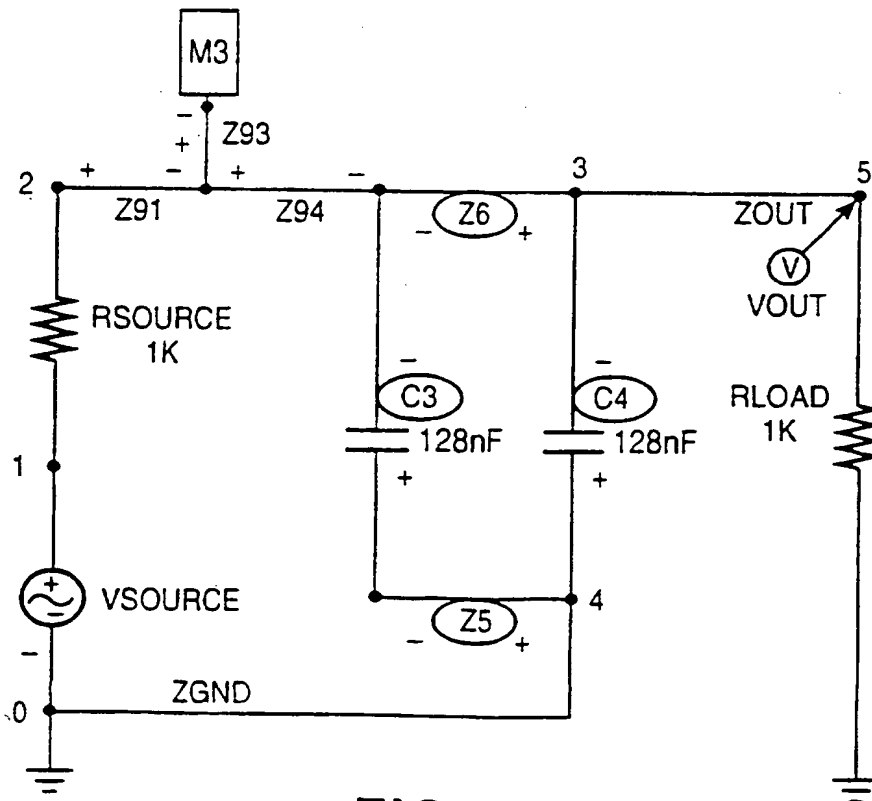 M3
−
+ Z93
2 + − + − 3 5
Z91 Z94 Z6 ZOUT
− +
V
VOUT
RSOURCE
1K
− −
C3 C4 RLOAD
128nF 128nF 1K
+ +
1
+
VSOURCE
−
−
Z5 4
− +
ZGND
0